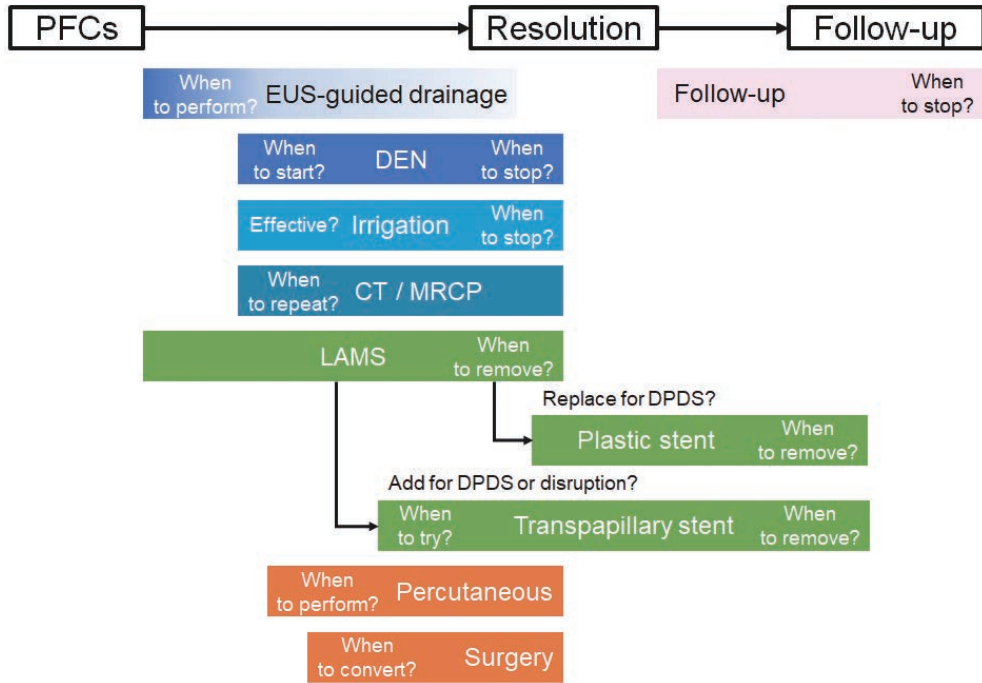 PFCs
Resolution
Follow-up
When
to perform?
EUS-guided drainage
Follow-up
When
to stop?
When
to start?
DEN
When
to stop?
Effective?
Irrigation
When
to stop?
When
to repeat?
CT / MRCP
LAMS
When
to remove?
Replace for DPDS?
Plastic stent
When
to remove?
Add for DPDS or disruption?
When
to try?
Transpapillary stent
When
to remove?
When
to perform?
Percutaneous
When
to convert?
Surgery